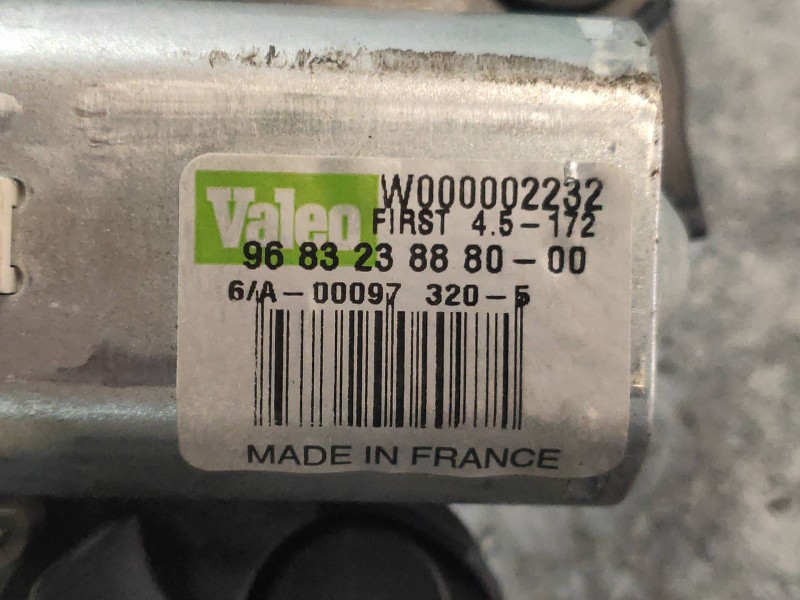 Valeo W000002232
FIRST 4.5-172
96 83 23 88 80-00
6/A-00097 320-5
MADE IN FRANCE